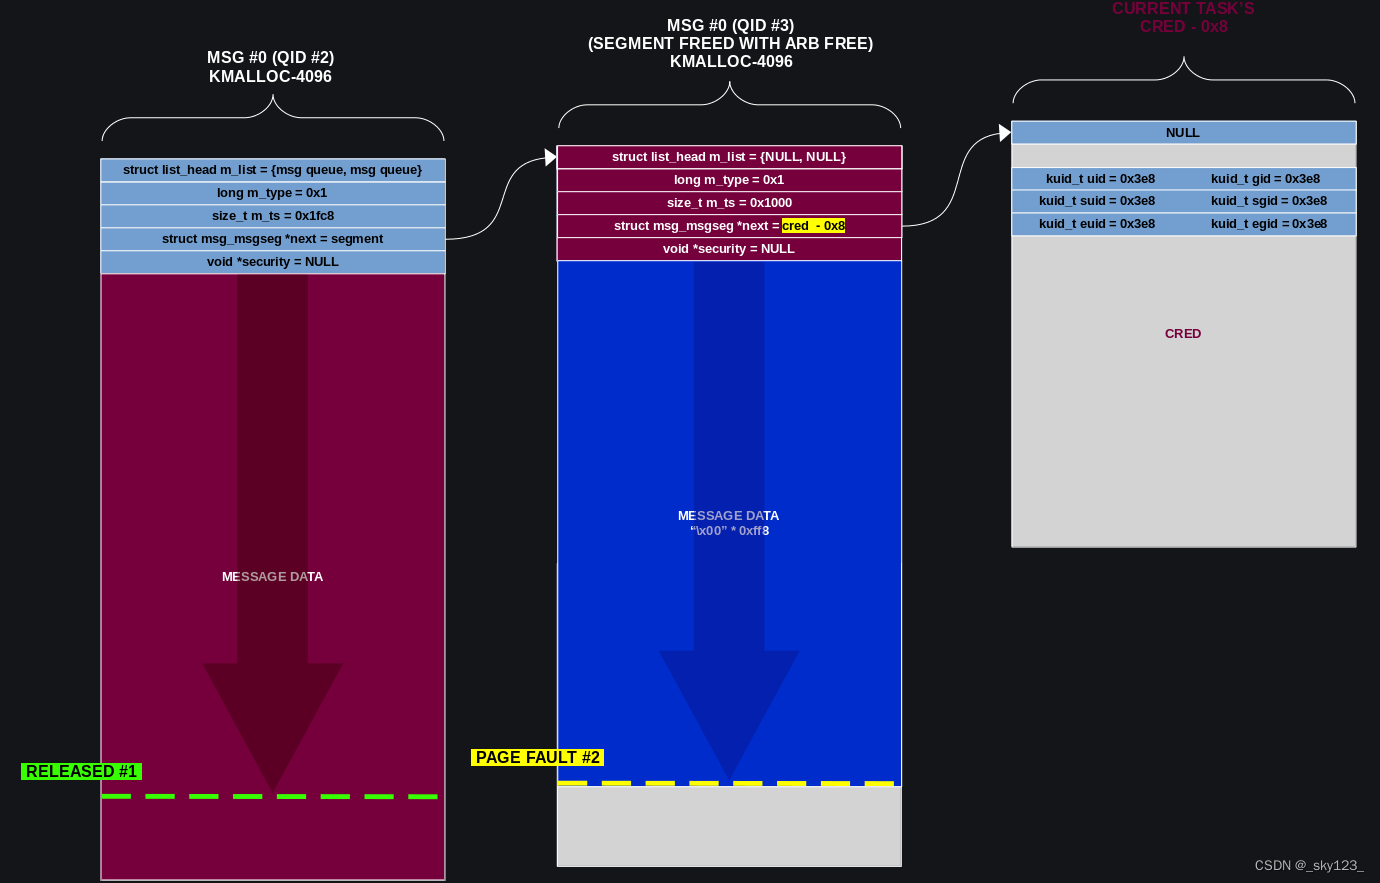 MSG #0 (QID #2)
KMALLOC-4096
struct list_head m_list = {msg queue, msg queue}
long m_type = 0x1
size_t m_ts = 0x1fc8
struct msg_msgseg *next = segment
void *security = NULL
MESSAGE DATA
RELEASED #1
MSG #0 (QID #3)
(SEGMENT FREED WITH ARB FREE)
KMALLOC-4096
struct list_head m_list = {NULL, NULL}
long m_type = 0x1
size_t m_ts = 0x1000
struct msg_msgseg *next = cred - 0x8
void *security = NULL
MESSAGE DATA
“\x00” * 0xff8
PAGE FAULT #2
CURRENT TASK'S
CRED - 0x8
NULL
kuid_t uid = 0x3e8 kuid_t gid = 0x3e8
kuid_t suid = 0x3e8 kuid_t sgid = 0x3e8
kuid_t euid = 0x3e8 kuid_t egid = 0x3e8
CRED
CSDN @_sky123_